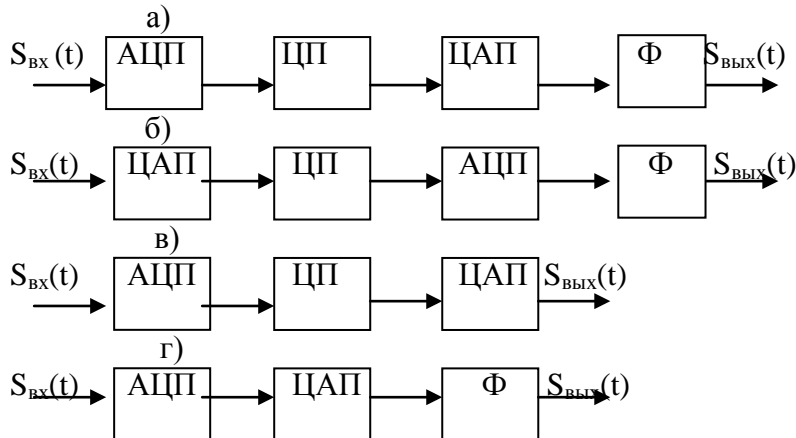 а)
Sвх (t) АЦП ЦП ЦАП Ф Sвых(t)
б)
Sвх(t) ЦАП ЦП АЦП Ф Sвых(t)
в)
Sвх(t) АЦП ЦП ЦАП Sвых(t)
г)
Sвх(t) АЦП ЦАП Ф Sвых(t)